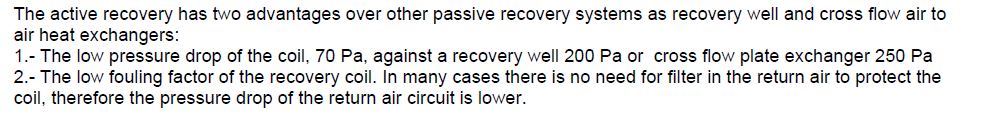 The active recovery has two advantages over other passive recovery systems as recovery well and cross flow air to
air heat exchangers:
1.- The low pressure drop of the coil, 70 Pa, against a recovery well 200 Pa or  cross flow plate exchanger 250 Pa
2.- The low fouling factor of the recovery coil. In many cases there is no need for filter in the return air to protect the
coil, therefore the pressure drop of the return air circuit is lower.